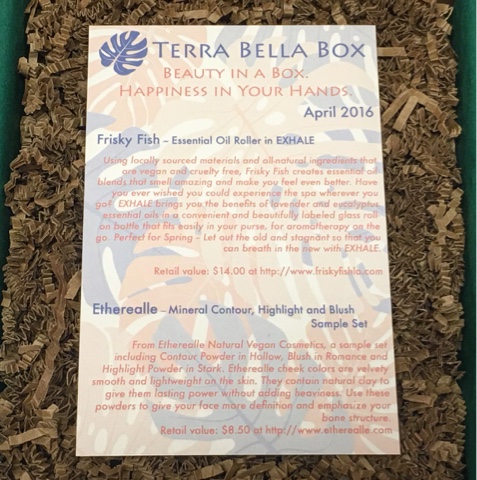 TERRA BELLA BOX
BEAUTY IN A BOX.
HAPPINESS IN YOUR HANDS.
April 2016
Frisky Fish – Essential Oil Roller in EXHALE
Using locally sourced materials and all-natural ingredients that
are vegan and cruelty free, Frisky Fish creates essential oil
blends that smell amazing and make you feel even better. Have
you ever wished you could experience the spa wherever you
go? EXHALE brings you the benefits of lavender and eucalyptus
essential oils in a convenient and beautifully labeled glass roll
on bottle that fits easily in your purse, for aromatherapy on the
go. Perfect for Spring – Let out the old and stagnant so that you
can breath in the new with EXHALE.
Retail value: $14.00 at http://www.friskyfishla.com
Etherealle – Mineral Contour, Highlight and Blush
Sample Set
From Etherealle Natural Vegan Cosmetics, a sample set
including Contour Powder in Hollow, Blush in Romance and
Highlight Powder in Stark. Etherealle cheek colors are velvety
smooth and lightweight on the skin. They contain natural clay to
give them lasting power without adding heaviness. Use these
powders to give your face more definition and emphasize your
bone structure.
Retail value: $8.50 at http://www.etherealle.com